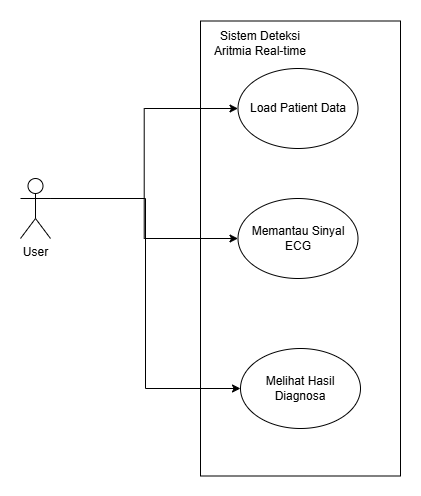 Sistem Deteksi
Aritmia Real-time
Load Patient Data
Memantau Sinyal
ECG
User
Melihat Hasil
Diagnosa